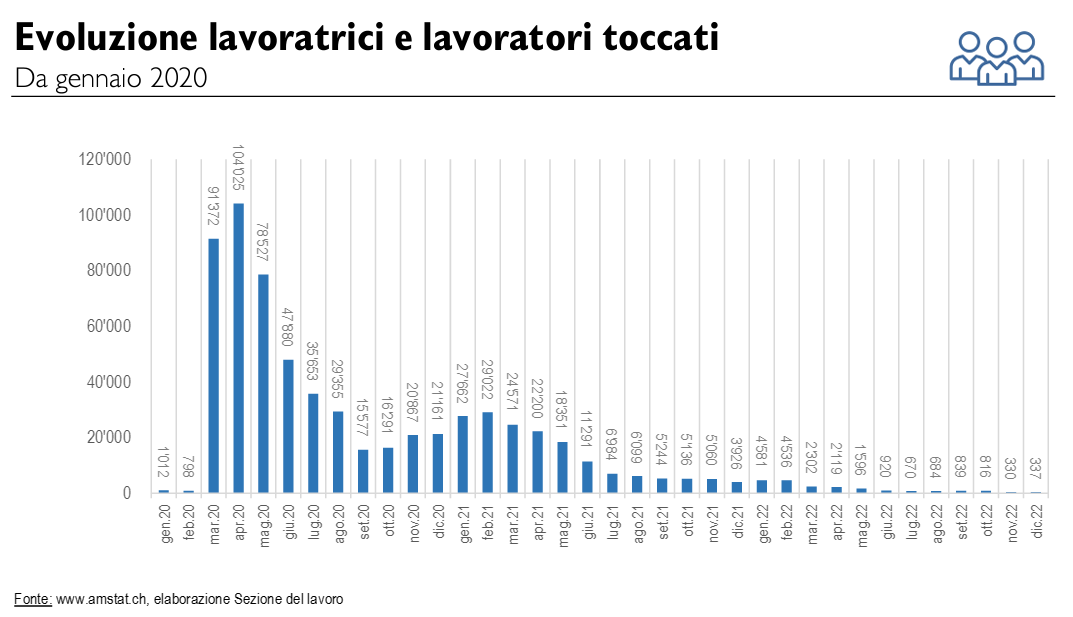 Evoluzione lavoratrici e lavoratori toccati
Da gennaio 2020
120'000
100'000
80'000
60'000
40'000
20'000
0
1'012
798
91'372
104'025
78'527
47'880
35'653
29'355
15'577
16'291
20'867
21'161
27'662
29'022
24'571
22'200
18'351
11'291
6'984
6'099
5'244
5'136
5'060
3'926
4'581
4'536
2'302
2'119
1'596
920
670
684
839
816
330
337
gen.20
feb.20
mar.20
apr.20
mag.20
giu.20
lug.20
ago.20
set.20
ott.20
nov.20
dic.20
gen.21
feb.21
mar.21
apr.21
mag.21
giu.21
lug.21
ago.21
set.21
ott.21
nov.21
dic.21
gen.22
feb.22
mar.22
apr.22
mag.22
giu.22
lug.22
ago.22
set.22
ott.22
nov.22
dic.22
Fonte: www.amstat.ch, elaborazione Sezione del lavoro